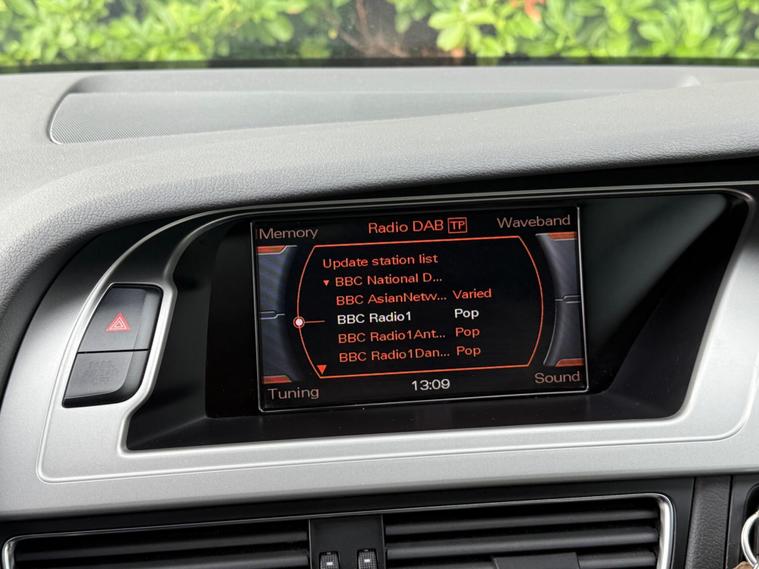 Memory Radio DAB TP Waveband
Update station list
BBC National D...
BBC AsianNetw... Varied
BBC Radio1 Pop
BBC Radio1Ant... Pop
BBC Radio1Dan... Pop
Tuning 13:09 Sound